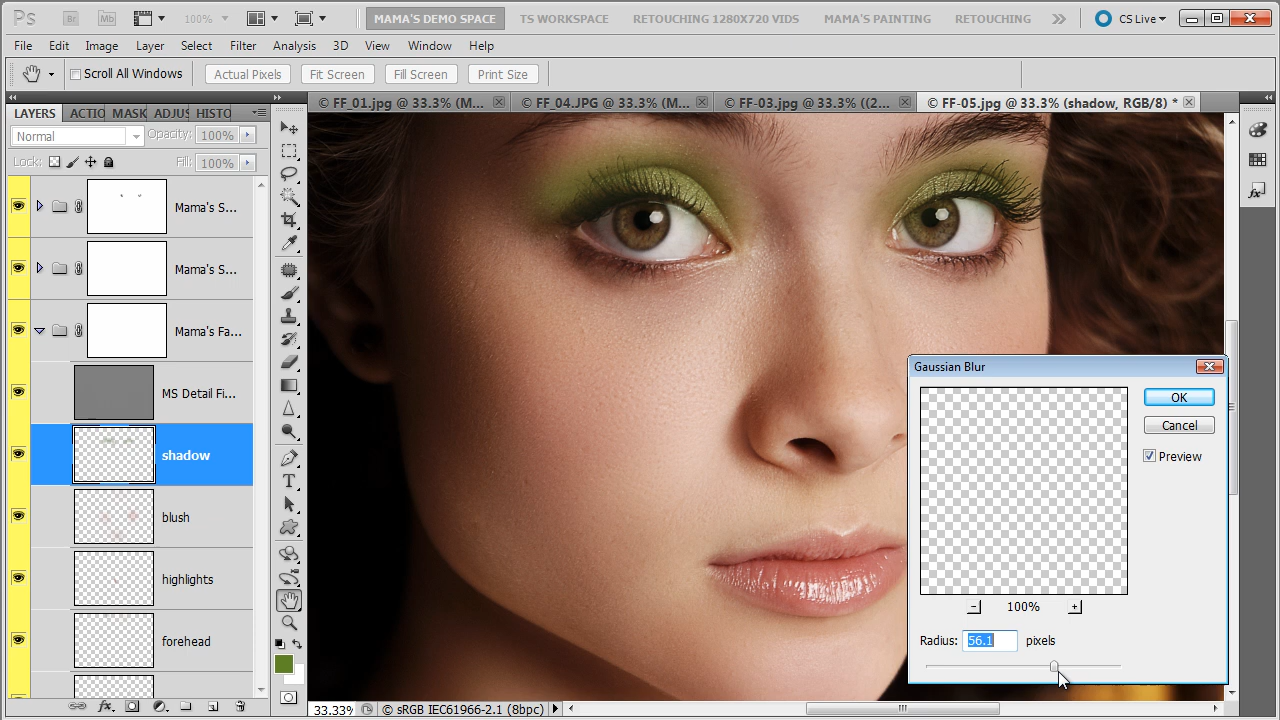 Ps Br Mb 100% MAMA'S DEMO SPACE TS WORKSPACE RETOUCHING 1280X720 VIDS MAMA'S PAINTING RETOUCHING CS Live
File Edit Image Layer Select Filter Analysis 3D View Window Help
Scroll All Windows Actual Pixels Fit Screen Fill Screen Print Size
© FF_01.jpg @ 33.3% (M... © FF_04.JPG @ 33.3% (M... © FF-03.jpg @ 33.3% ((2... © FF-05.jpg @ 33.3% (shadow, RGB/8) *
LAYERS ACTIO MASK ADJUS HISTO
Normal Opacity: 100%
Lock: Fill: 100%
Mama's S...
Mama's S...
Mama's Fa...
MS Detail Fi...
shadow
blush
highlights
forehead
fx
T
fx
Gaussian Blur
OK
Cancel
Preview
100%
Radius: 56.1 pixels
33.33% © sRGB IEC61966-2.1 (8bpc)